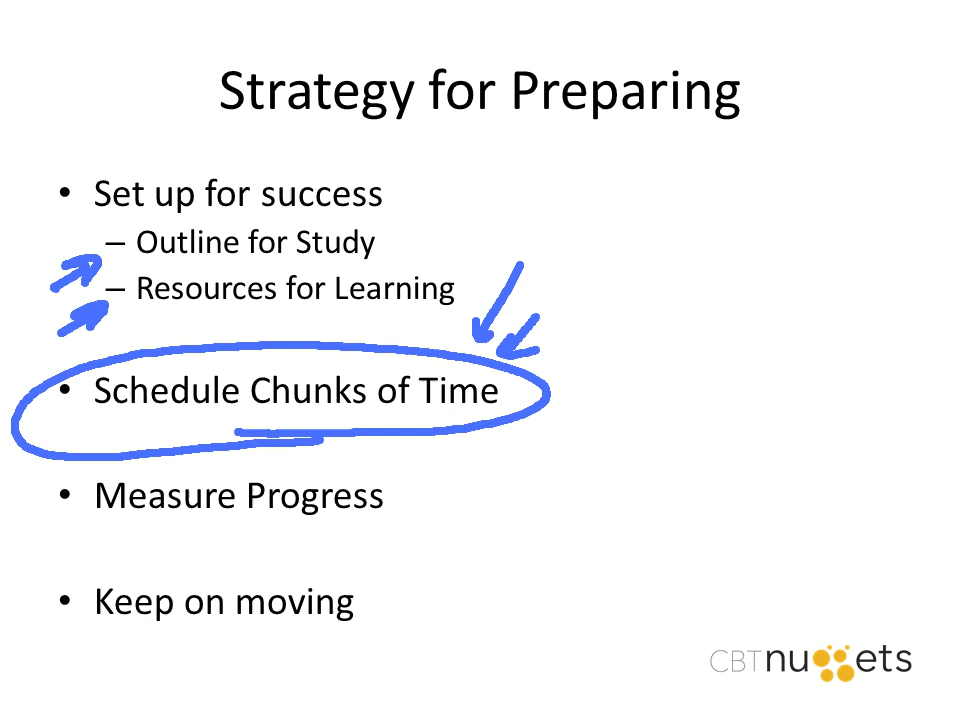 Strategy for Preparing
• Set up for success
– Outline for Study
– Resources for Learning
• Schedule Chunks of Time
• Measure Progress
• Keep on moving
CBTnuggets